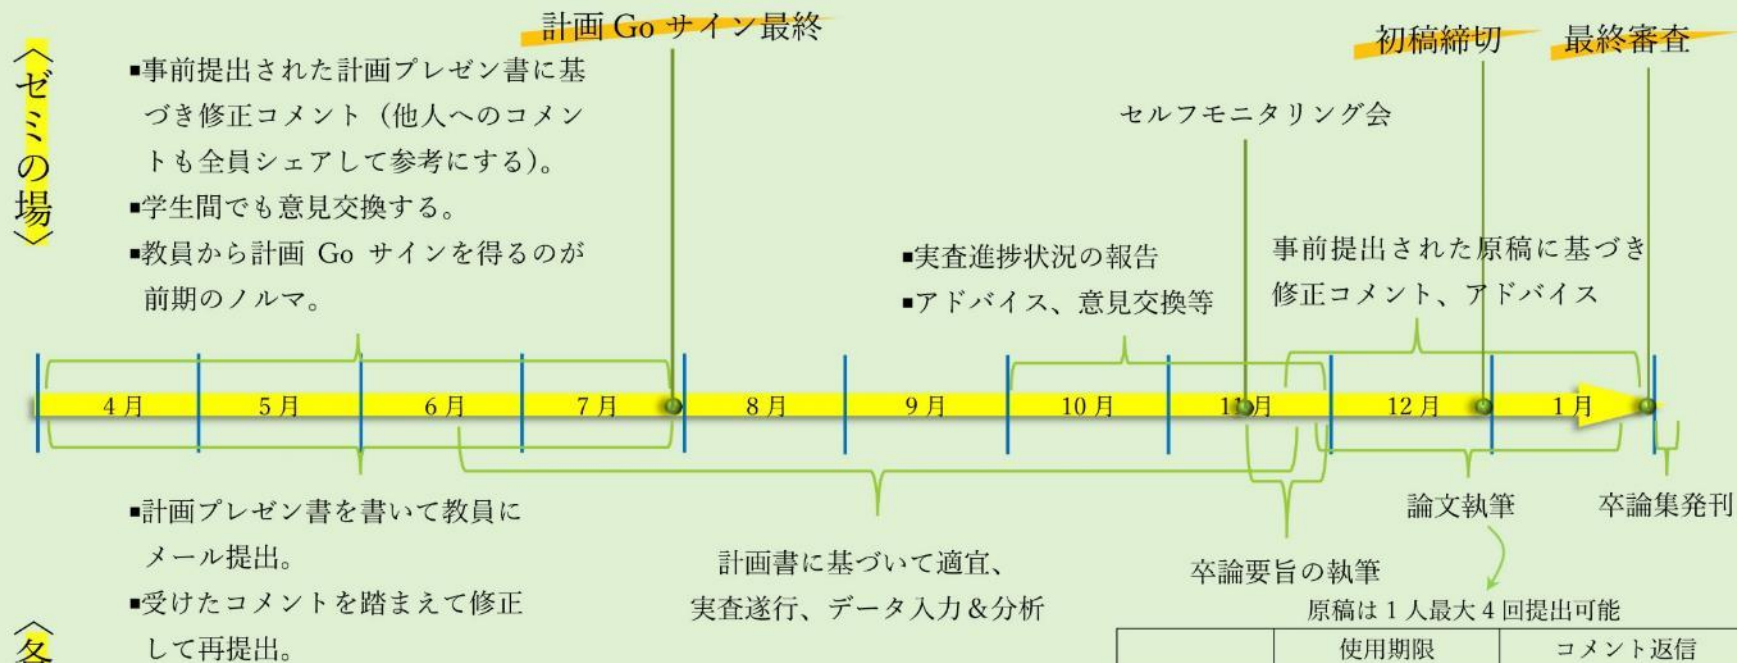 計画 Go サイン最終
初稿締切
最終審査
〈ゼミの場〉
■事前提出された計画プレゼン書に基
づき修正コメント（他人へのコメン
トも全員シェアして参考にする）。
■学生間でも意見交換する。
■教員から計画 Go サインを得るのが
前期のノルマ。
セルフモニタリング会
■実査進捗状況の報告
■アドバイス、意見交換等
事前提出された原稿に基づき
修正コメント、アドバイス
4 月
5 月
6 月
7 月
8 月
9 月
10 月
11 月
12 月
1 月
■計画プレゼン書を書いて教員に
メール提出。
■受けたコメントを踏まえて修正
して再提出。
計画書に基づいて適宜、
実査遂行、データ入力＆分析
卒論要旨の執筆
論文執筆
卒論集発刊
原稿は 1 人最大 4 回提出可能
使用期限
コメント返信
〈各